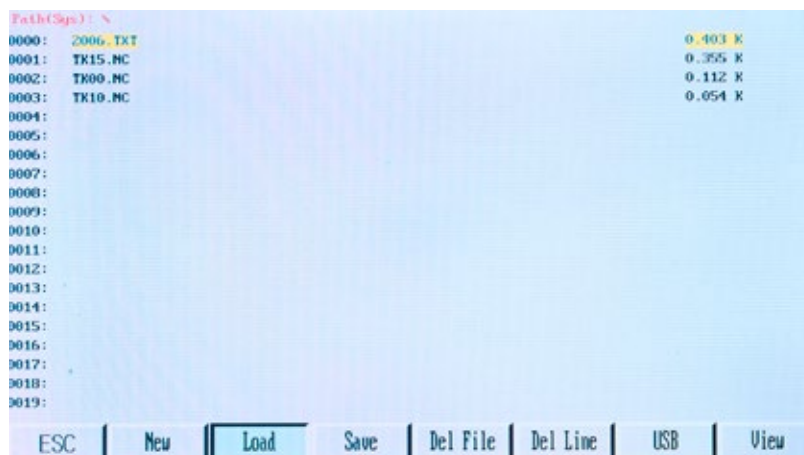 Path(Sys): \
0000: 2006.TXT 0.403 K
0001: TK15.NC 0.355 K
0002: TK00.NC 0.112 K
0003: TK10.NC 0.054 K
0004:
0005:
0006:
0007:
0008:
0009:
0010:
0011:
0012:
0013:
0014:
0015:
0016:
0017:
0018:
0019:
ESC New Load Save Del File Del Line USB View